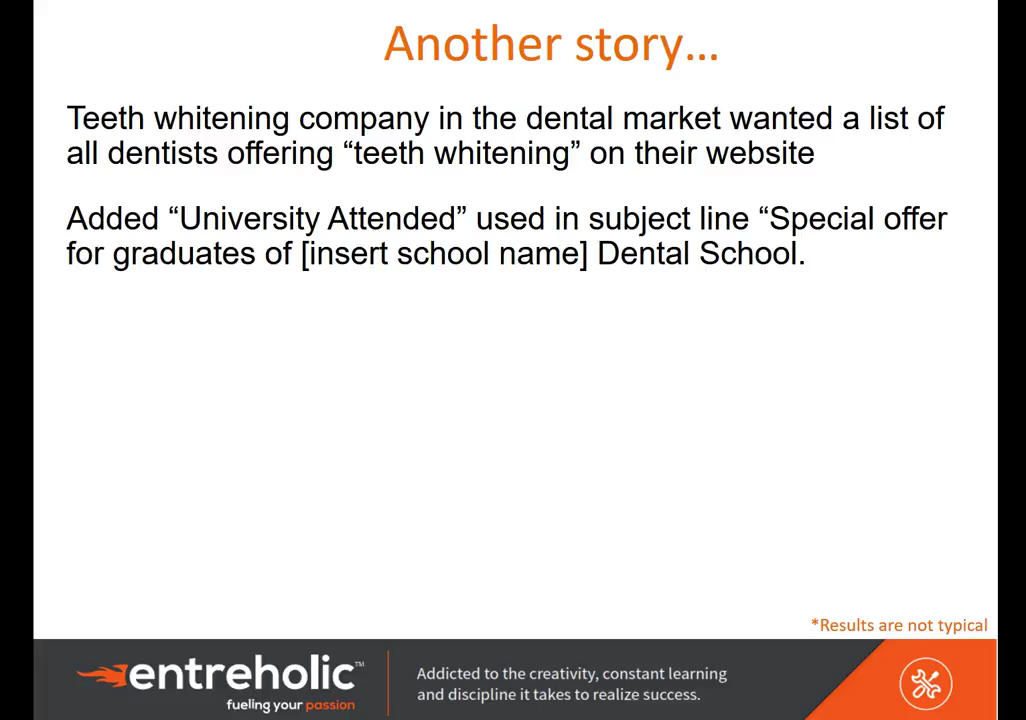 Another story...
Teeth whitening company in the dental market wanted a list of
all dentists offering “teeth whitening” on their website
Added “University Attended” used in subject line “Special offer
for graduates of [insert school name] Dental School.
*Results are not typical
entreholic™
fueling your passion
Addicted to the creativity, constant learning
and discipline it takes to realize success.